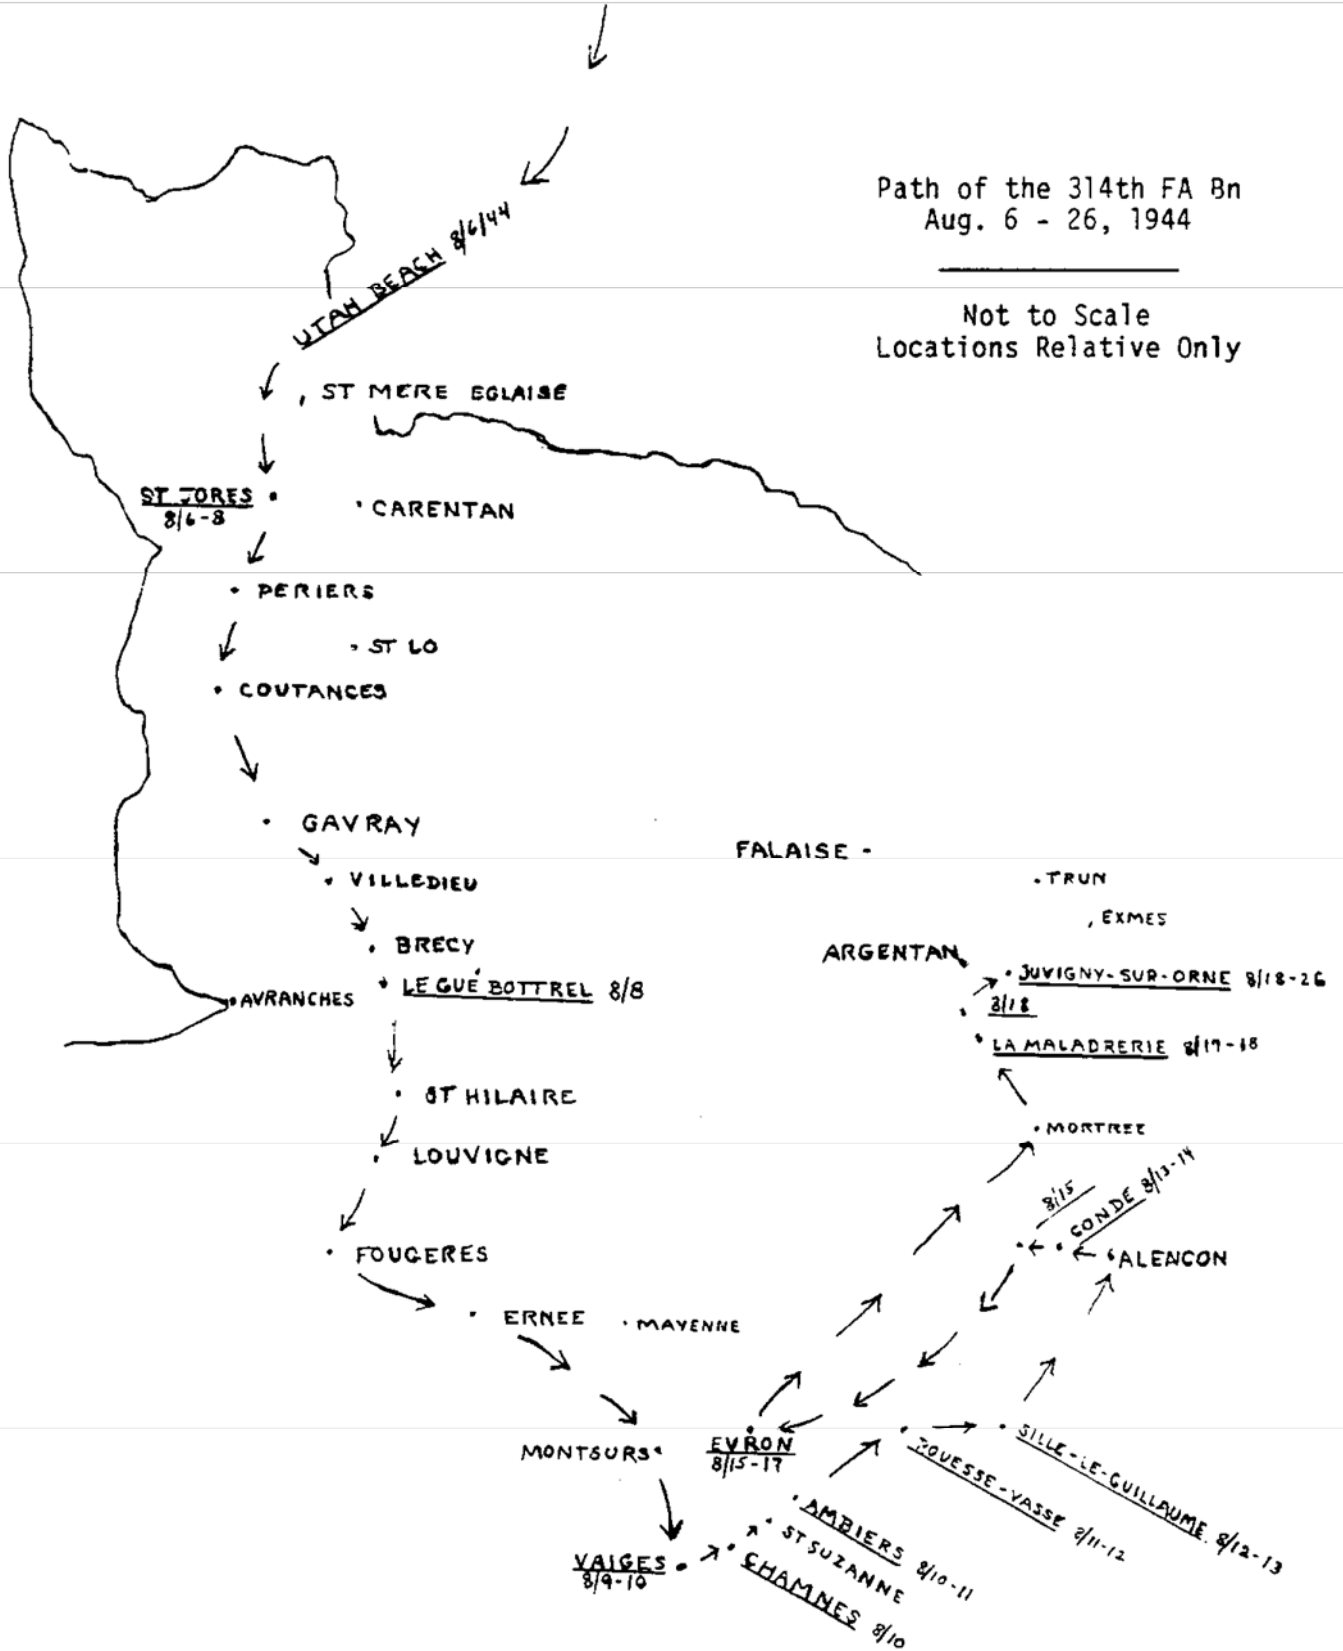 Path of the 314th FA Bn
Aug. 6 - 26, 1944
Not to Scale
Locations Relative Only
UTAH BEACH 8/6/44
ST MERE EGLAISE
ST JORES
8/6-8
CARENTAN
PERIERS
ST LO
COUTANCES
GAVRAY
VILLEDIEU
BRECY
LE GUÉ BOTTREL 8/8
AVRANCHES
ST HILAIRE
LOUVIGNE
FOUGERES
ERNEE
MAYENNE
MONTSURS
VAIGES
8/9-10
CHAMNES 8/10
ST SUZANNE
AMBIERS 8/10-11
ROUESSE-VASSE 8/11-12
SILLE-LE-GUILLAUME 8/12-13
ALENCON
CONDE 8/13-14
8/15
EVRON
8/15-17
MORTREE
LA MALADRERIE 8/17-18
8/18
JUVIGNY-SUR-ORNE 8/18-26
ARGENTAN
EXMES
TRUN
FALAISE